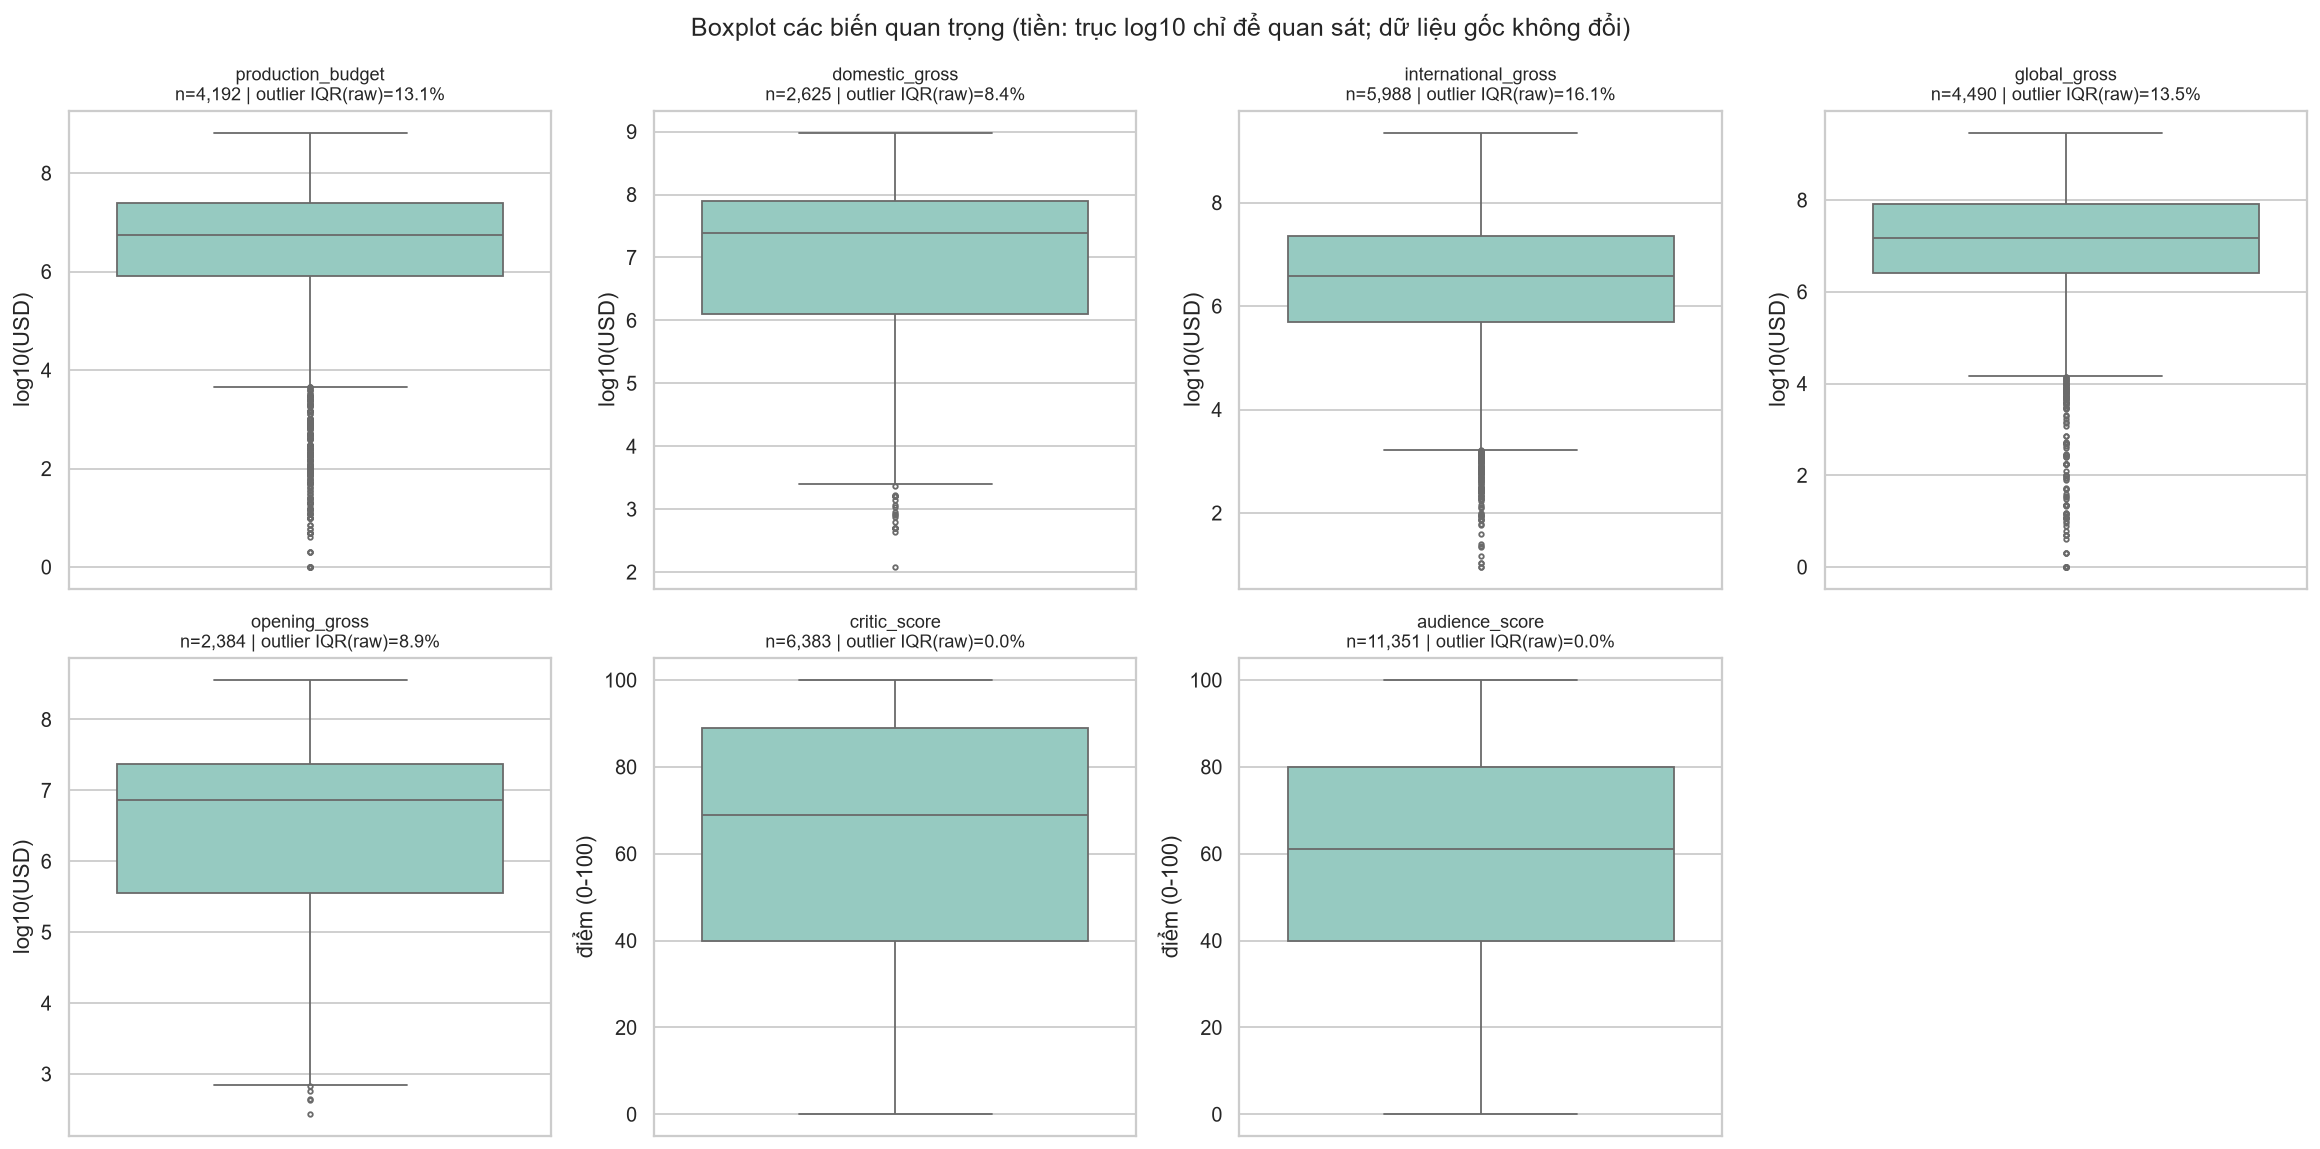 Boxplot các biến quan trọng (tiền: trục log10 chỉ để quan sát; dữ liệu gốc không đổi)
production_budget
n=4,192 | outlier IQR(raw)=13.1%
8
6
4
2
0
log10(USD)
domestic_gross
n=2,625 | outlier IQR(raw)=8.4%
9
8
7
6
5
4
3
2
log10(USD)
international_gross
n=5,988 | outlier IQR(raw)=16.1%
8
6
4
2
log10(USD)
global_gross
n=4,490 | outlier IQR(raw)=13.5%
8
6
4
2
0
log10(USD)
opening_gross
n=2,384 | outlier IQR(raw)=8.9%
8
7
6
5
4
3
log10(USD)
critic_score
n=6,383 | outlier IQR(raw)=0.0%
100
80
60
40
20
0
điểm (0-100)
audience_score
n=11,351 | outlier IQR(raw)=0.0%
100
80
60
40
20
0
điểm (0-100)